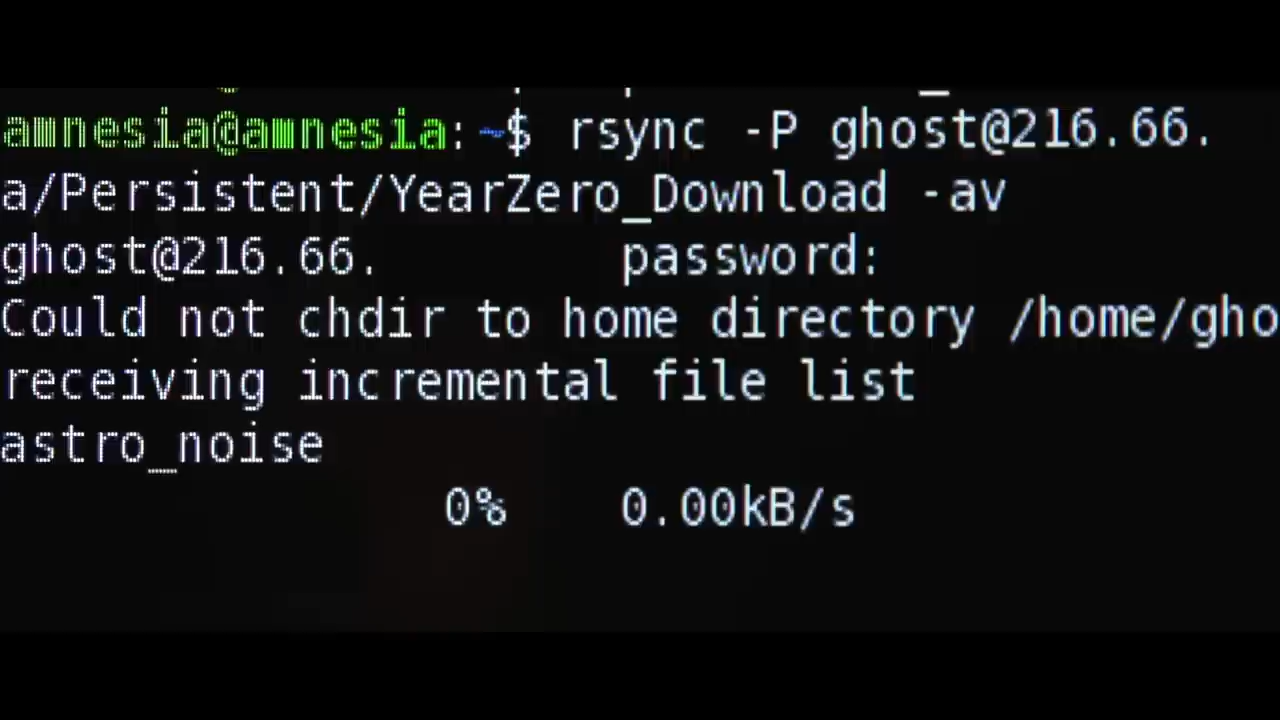 amnesia@amnesia:~$ rsync -P ghost@216.66.
a/Persistent/YearZero_Download -av
ghost@216.66. password:
Could not chdir to home directory /home/gho
receiving incremental file list
astro_noise
0% 0.00kB/s